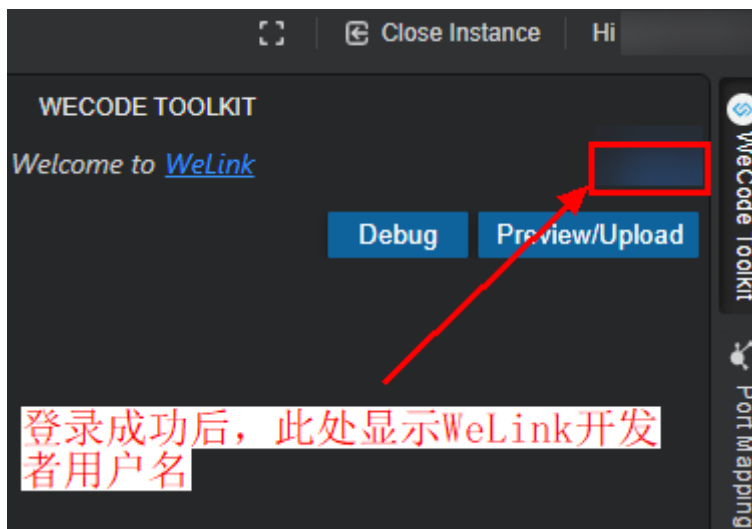 Close Instance
Hi
WECODE TOOLKIT
Welcome to WeLink
Debug
Preview/Upload
登录成功后，此处显示WeLink开发
者用户名
WeCode Toolkit
Port Mapping